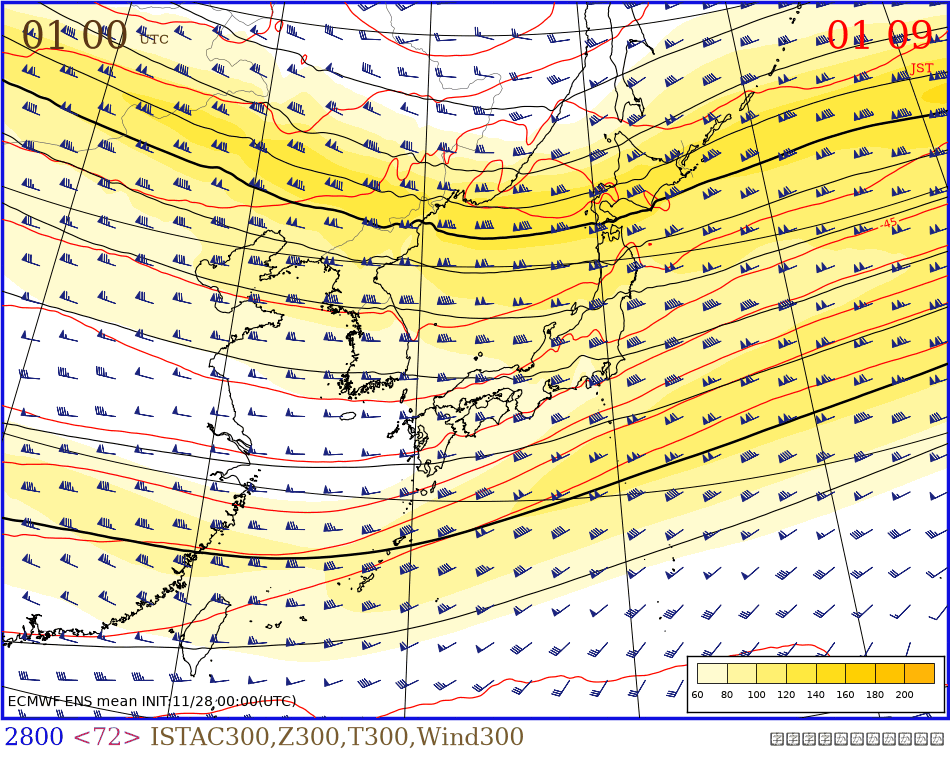 01 00 UTC
01 09
JST
-45
60 80 100 120 140 160 180 200
ECMWF ENS mean INIT:11/28 00:00(UTC)
2800 <72> ISTAC300,Z300,T300,Wind300